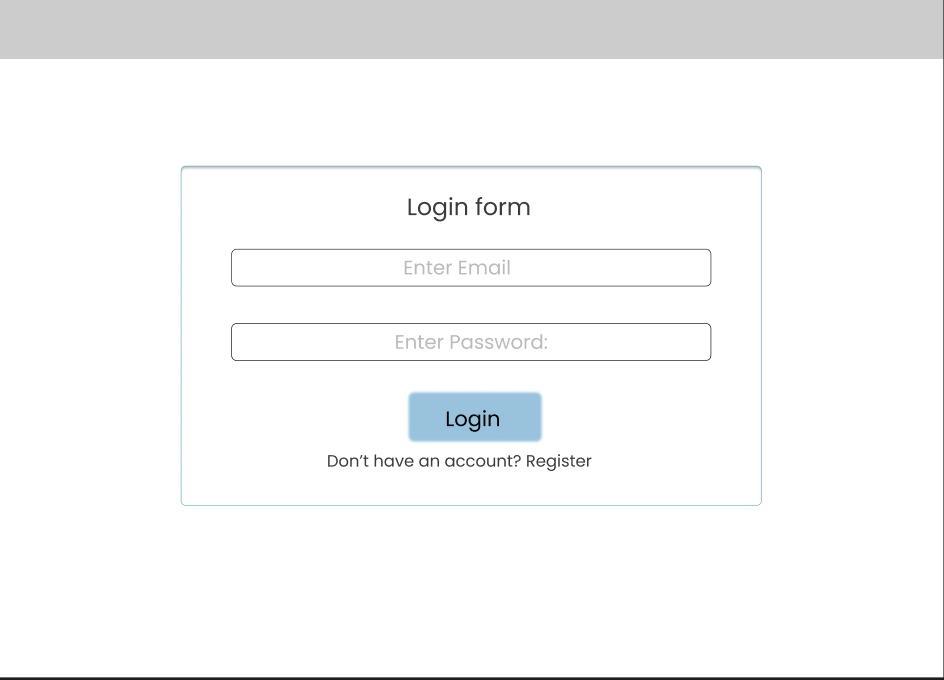 Login form
Enter Email
Enter Password:
Login
Don’t have an account? Register